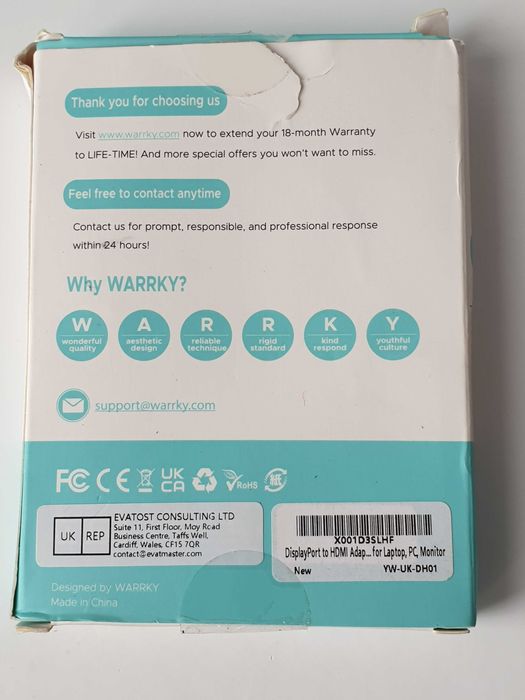 Thank you for choosing us
Visit www.warrky.com now to extend your 18-month Warranty
to LIFE-TIME! And more special offers you won't want to miss.
Feel free to contact anytime
Contact us for prompt, responsible, and professional response
within 24 hours!
Why WARRKY?
W A R R K Y
wonderful quality aesthetic design reliable technique rigid standard kind respond youthful culture
support@warrky.com
FC CE UK CA RoHS
UK REP
EVATOST CONSULTING LTD
Suite 11, First Floor, Moy Road
Business Centre, Taffs Well,
Cardiff, Wales, CF15 7QR
contact@evatmaster.com
X001D3SLHF
DisplayPort to HDMI Adap... for Laptop, PC, Monitor
New YW-UK-DH01
Designed by WARRKY
Made in China